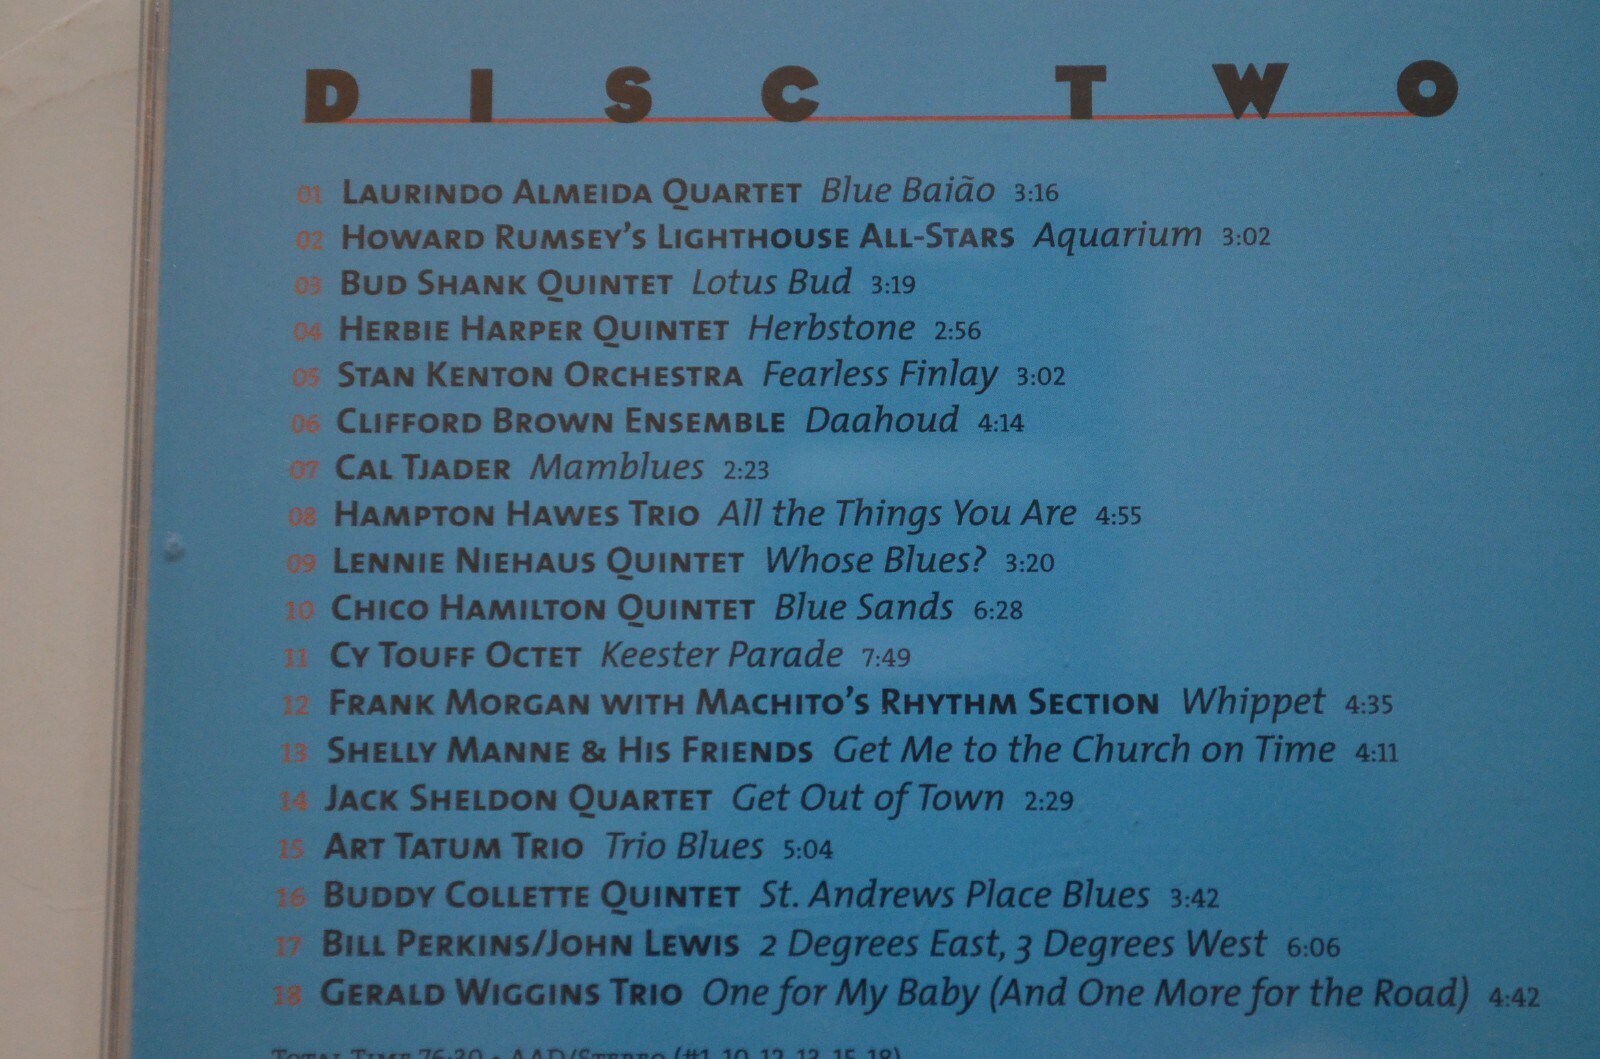 DISC TWO
01 LAURINDO ALMEIDA QUARTET Blue Baião 3:16
02 HOWARD RUMSEY'S LIGHTHOUSE ALL-STARS Aquarium 3:02
03 BUD SHANK QUINTET Lotus Bud 3:19
04 HERBIE HARPER QUINTET Herbstone 2:56
05 STAN KENTON ORCHESTRA Fearless Finlay 3:02
06 CLIFFORD BROWN ENSEMBLE Daahoud 4:14
07 CAL TJADER Mamblues 2:23
08 HAMPTON HAWES TRIO All the Things You Are 4:55
09 LENNIE NIEHAUS QUINTET Whose Blues? 3:20
10 CHICO HAMILTON QUINTET Blue Sands 6:28
11 CY TOUFF OCTET Keester Parade 7:49
12 FRANK MORGAN WITH MACHITO'S RHYTHM SECTION Whippet 4:35
13 SHELLY MANNE & HIS FRIENDS Get Me to the Church on Time 4:11
14 JACK SHELDON QUARTET Get Out of Town 2:29
15 ART TATUM TRIO Trio Blues 5:04
16 BUDDY COLLETTE QUINTET St. Andrews Place Blues 3:42
17 BILL PERKINS/JOHN LEWIS 2 Degrees East, 3 Degrees West 6:06
18 GERALD WIGGINS TRIO One for My Baby (And One More for the Road) 4:42
TOTAL TIME